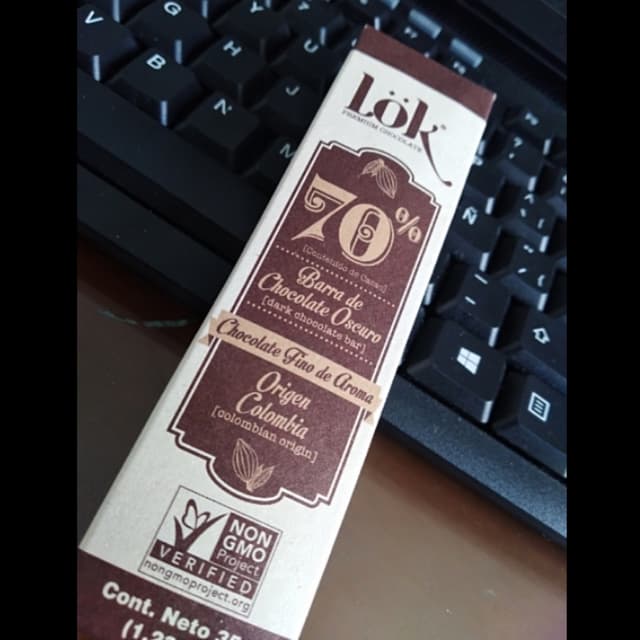 Lök
PREMIUM CHOCOLATE
70%
[Contenido de Cacao]
Barra de
Chocolate Oscuro
[dark chocolate bar]
Chocolate Fino de Aroma
Origen
Colombia
[colombian origin]
NON
GMO
Project
VERIFIED
nongmoproject.org
Cont. Neto
V
B
G
H
Y
U
J
N
Ñ